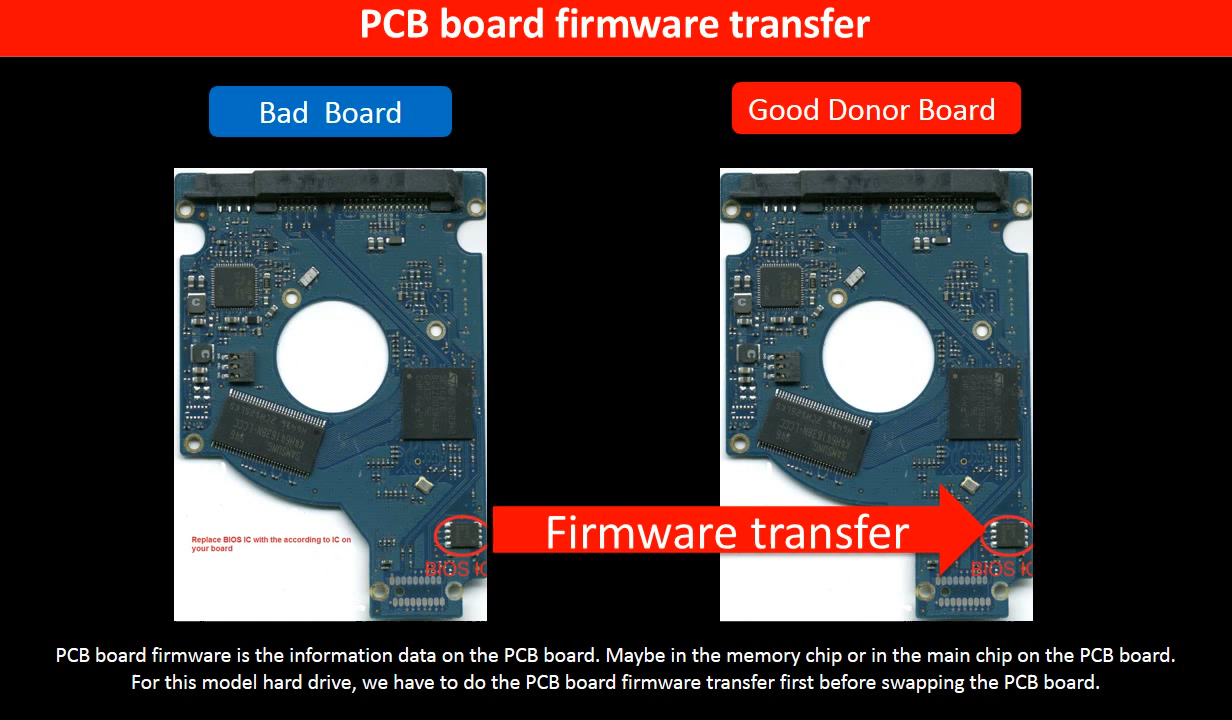 PCB board firmware transfer
Bad Board
Good Donor Board
C
C
C
C
Replace BIOS IC with the according to IC on
your board
BIOS IC
Firmware transfer
BIOS IC
PCB board firmware is the information data on the PCB board. Maybe in the memory chip or in the main chip on the PCB board.
For this model hard drive, we have to do the PCB board firmware transfer first before swapping the PCB board.